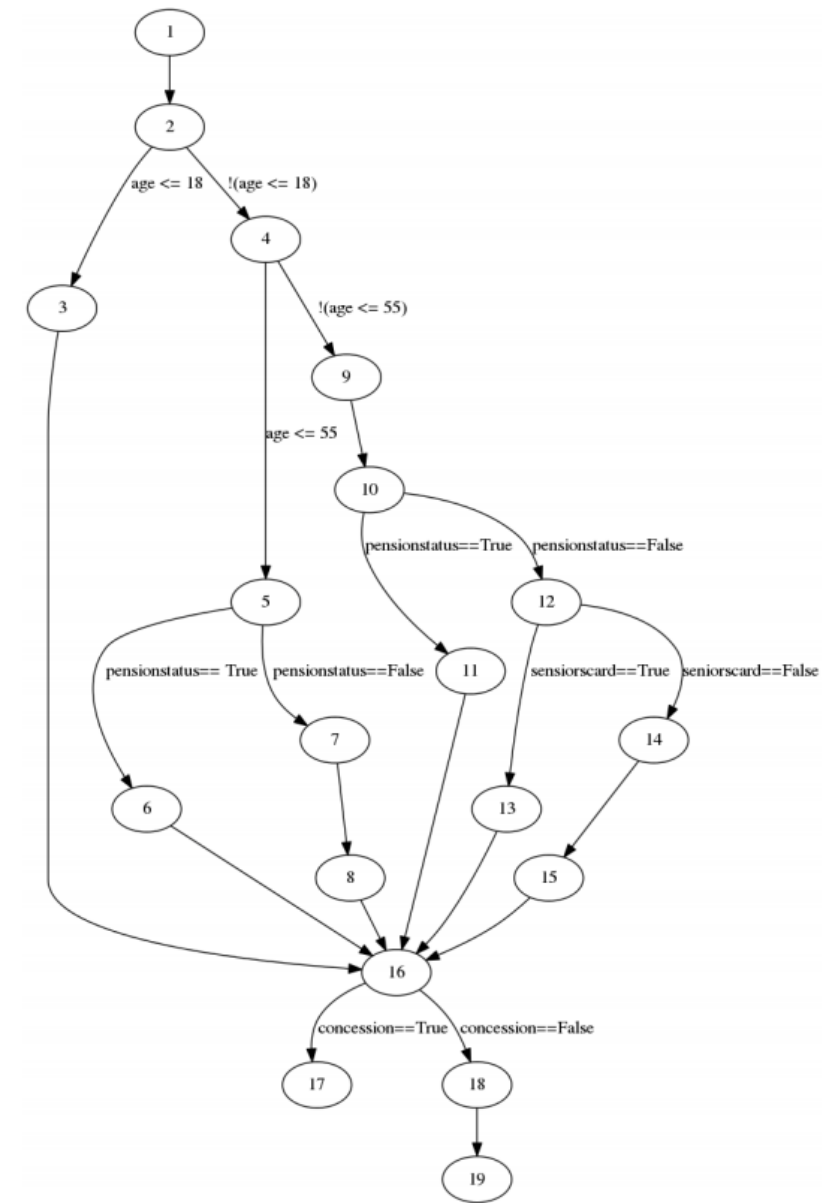 1
2
age <= 18
!(age <= 18)
4
3
!(age <= 55)
9
age <= 55
10
pensionstatus==True
pensionstatus==False
5
12
pensionstatus== True
pensionstatus==False
11
sensiorscard==True
seniorscard==False
7
14
6
13
8
15
16
concession==True
concession==False
17
18
19